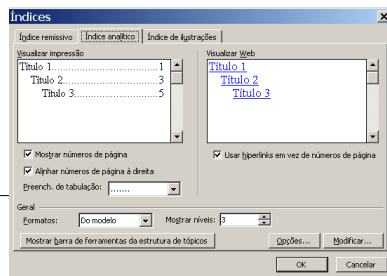 Índices
Índice remissivo Índice analítico Índice de ilustrações
Visualizar impressão
Título 1.....................1
Título 2..................3
Título 3...............5
Visualizar Web
Título 1
Título 2
Título 3
Mostrar números de página
Alinhar números de página à direita
Preench. de tabulação: .......
Usar hiperlinks em vez de números de página
Geral
Formatos: Do modelo Mostrar níveis: 3
Mostrar barra de ferramentas da estrutura de tópicos Opções... Modificar...
OK Cancelar